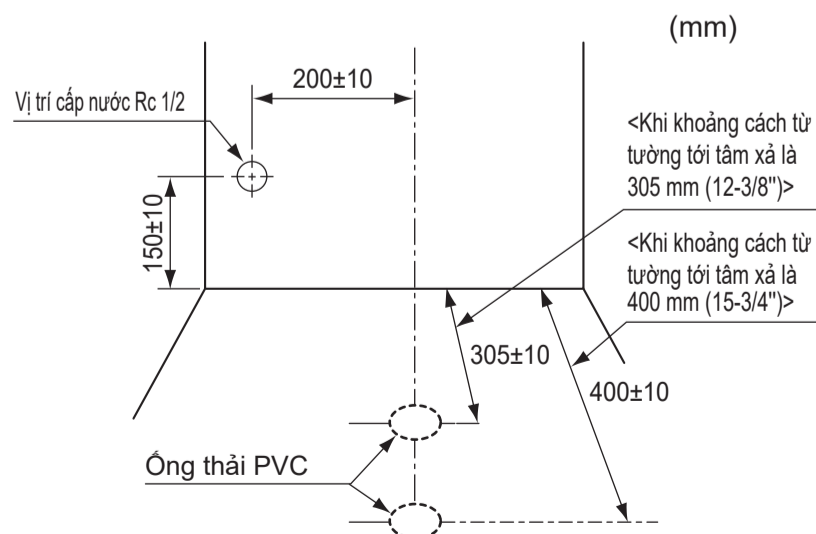 (mm)
200±10
Vị trí cấp nước Rc 1/2
<Khi khoảng cách từ
tường tới tâm xả là
305 mm (12-3/8")>
150±10
<Khi khoảng cách từ
tường tới tâm xả là
400 mm (15-3/4")>
305±10
400±10
Ống thải PVC